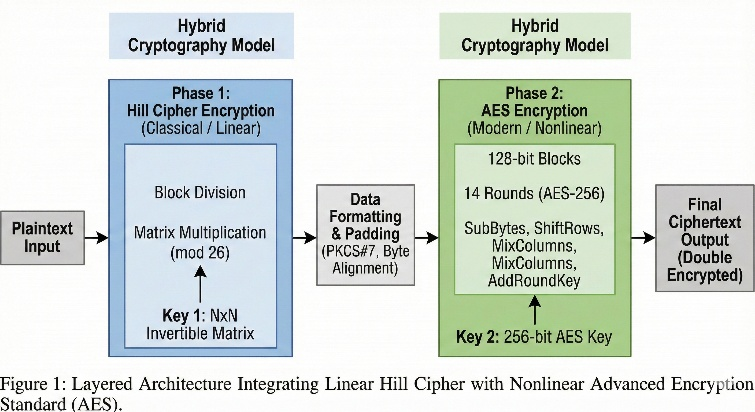 Hybrid
Cryptography Model
Hybrid
Cryptography Model
Phase 1:
Hill Cipher Encryption
(Classical / Linear)
Block Division
Matrix Multiplication
(mod 26)
Key 1: NxN
Invertible Matrix
Phase 2:
AES Encryption
(Modern / Nonlinear)
128-bit Blocks
14 Rounds (AES-256)
SubBytes, ShiftRows,
MixColumns,
MixColumns,
AddRoundKey
Key 2: 256-bit AES Key
Plaintext
Input
Data
Formatting
& Padding
(PKCS#7, Byte
Alignment)
Final
Ciphertext
Output
(Double
Encrypted)
Figure 1: Layered Architecture Integrating Linear Hill Cipher with Nonlinear Advanced Encryption
Standard (AES).